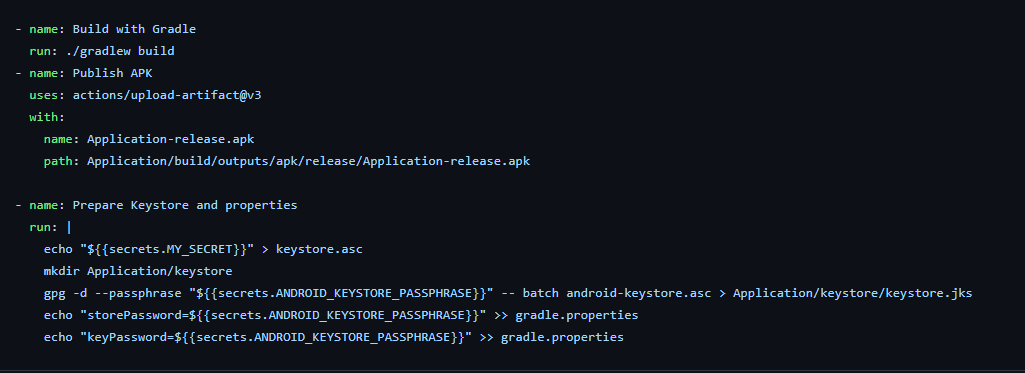 - name: Build with Gradle
  run: ./gradlew build
- name: Publish APK
  uses: actions/upload-artifact@v3
  with:
    name: Application-release.apk
    path: Application/build/outputs/apk/release/Application-release.apk

- name: Prepare Keystore and properties
  run: |
    echo "${{secrets.MY_SECRET}}" > keystore.asc
    mkdir Application/keystore
    gpg -d --passphrase "${{secrets.ANDROID_KEYSTORE_PASSPHRASE}}" -- batch android-keystore.asc > Application/keystore/keystore.jks
    echo "storePassword=${{secrets.ANDROID_KEYSTORE_PASSPHRASE}}" >> gradle.properties
    echo "keyPassword=${{secrets.ANDROID_KEYSTORE_PASSPHRASE}}" >> gradle.properties